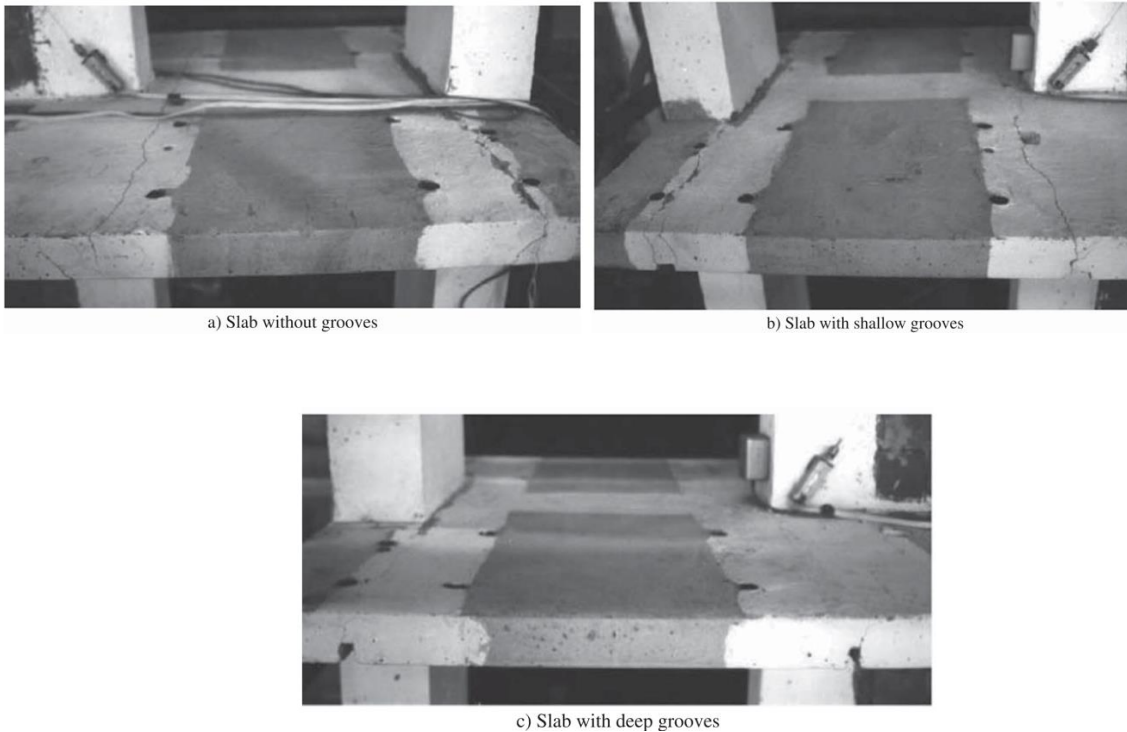 a) Slab without grooves
b) Slab with shallow grooves
c) Slab with deep grooves